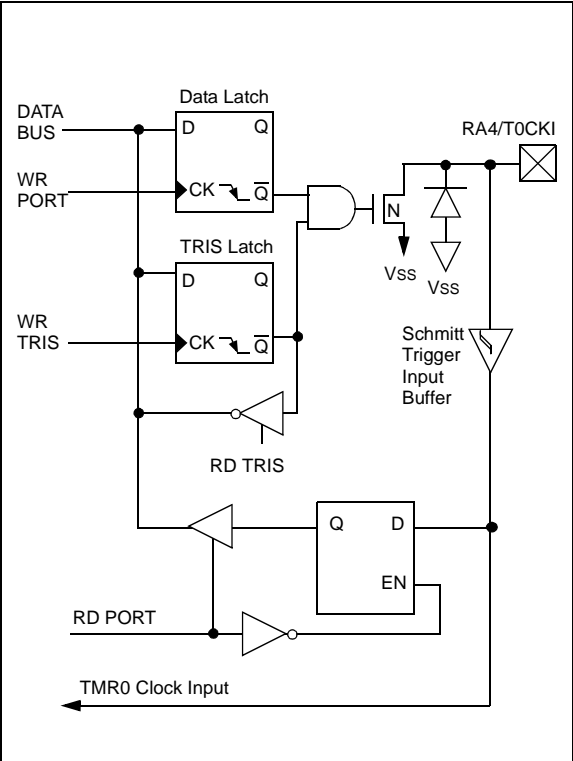 Data Latch
DATA
BUS
D
Q
RA4/T0CKI
WR
PORT
CK
Q
N
VSS
VSS
TRIS Latch
D
Q
WR
TRIS
CK
Q
Schmitt
Trigger
Input
Buffer
RD TRIS
Q
D
EN
RD PORT
TMR0 Clock Input